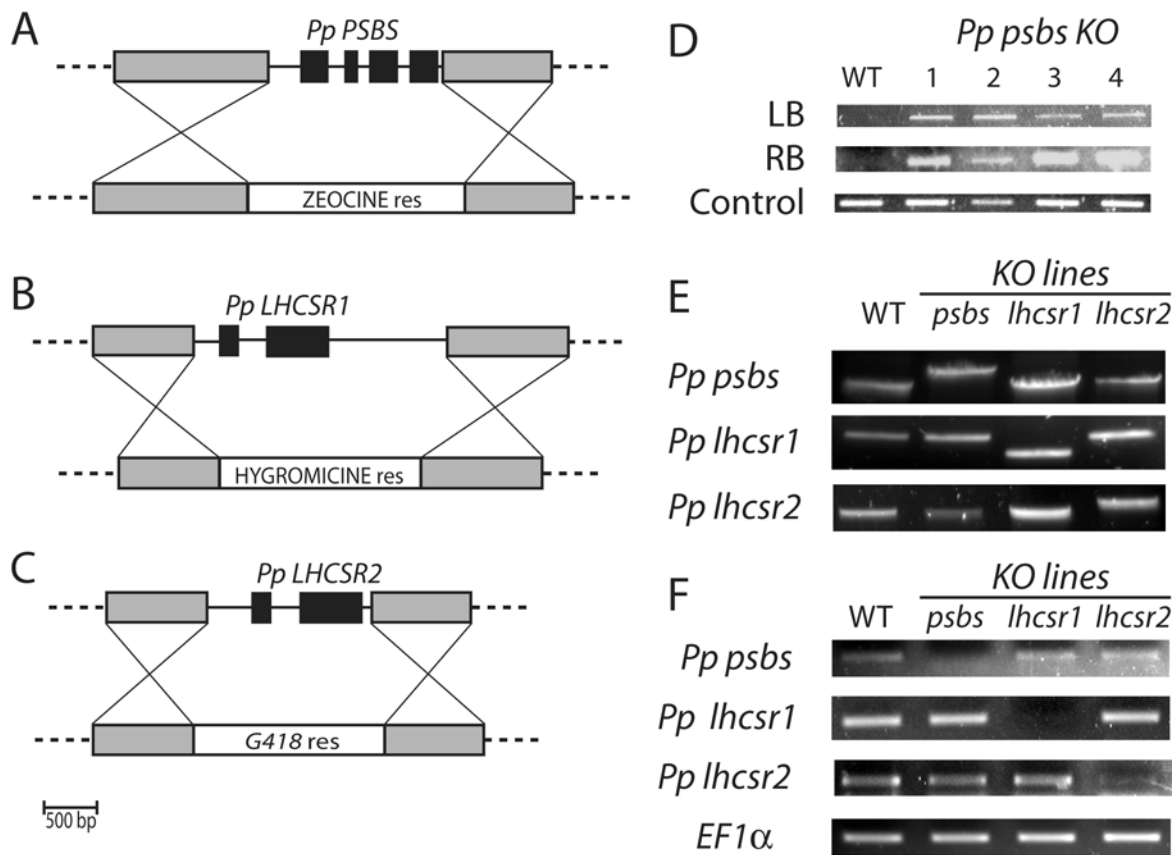 A
Pp PSBS
ZEOCINE res
B
Pp LHCSR1
HYGROMICINE res
C
Pp LHCSR2
G418 res
500 bp
D
Pp psbs KO
WT 1 2 3 4
LB
RB
Control
E
KO lines
WT psbs lhcsr1 lhcsr2
Pp psbs
Pp lhcsr1
Pp lhcsr2
F
KO lines
WT psbs lhcsr1 lhcsr2
Pp psbs
Pp lhcsr1
Pp lhcsr2
EF1α